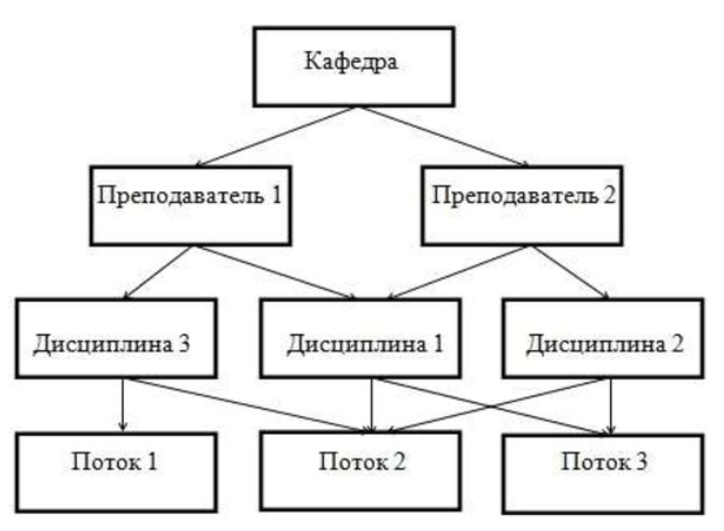 Кафедра
Преподаватель 1
Преподаватель 2
Дисциплина 3
Дисциплина 1
Дисциплина 2
Поток 1
Поток 2
Поток 3